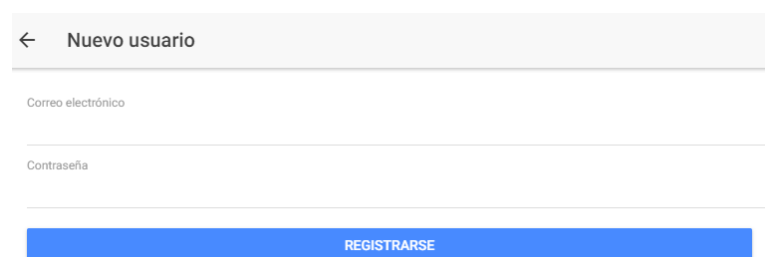 Nuevo usuario
Correo electrónico
Contraseña
REGISTRARSE